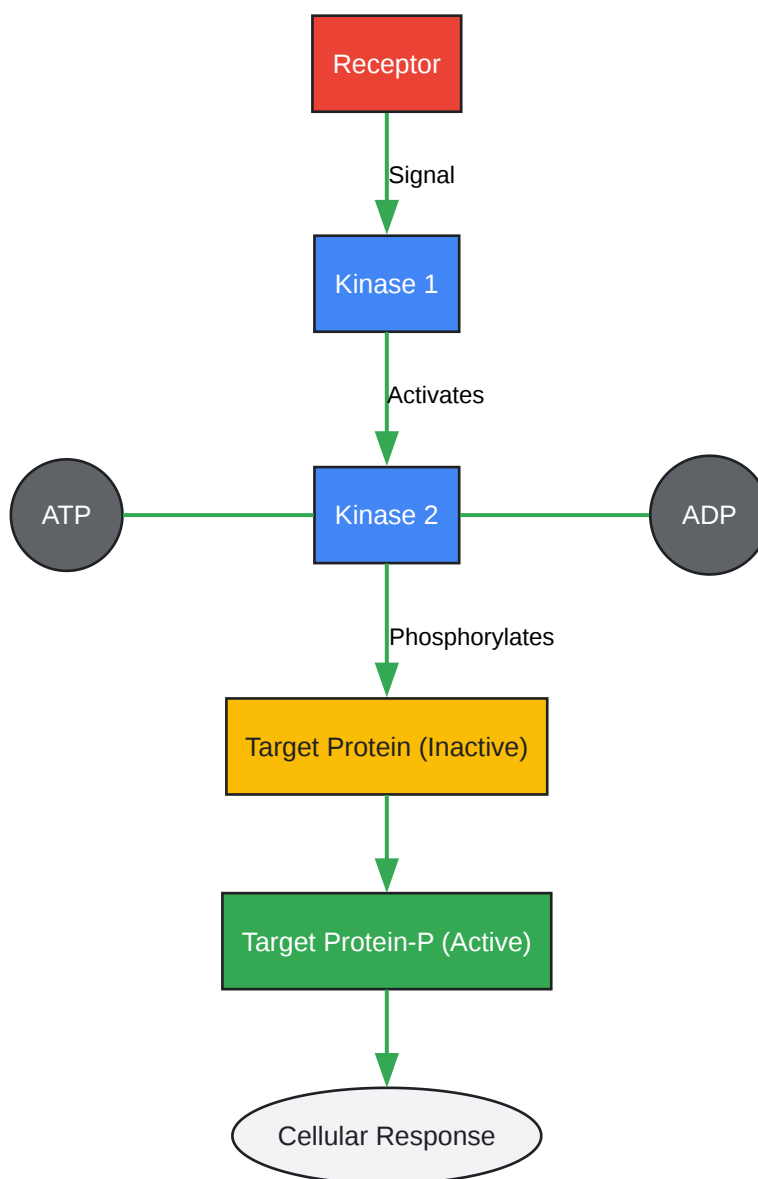 Receptor
Signal
Kinase 1
Activates
ATP
Kinase 2
ADP
Phosphorylates
Target Protein (Inactive)
Target Protein-P (Active)
Cellular Response